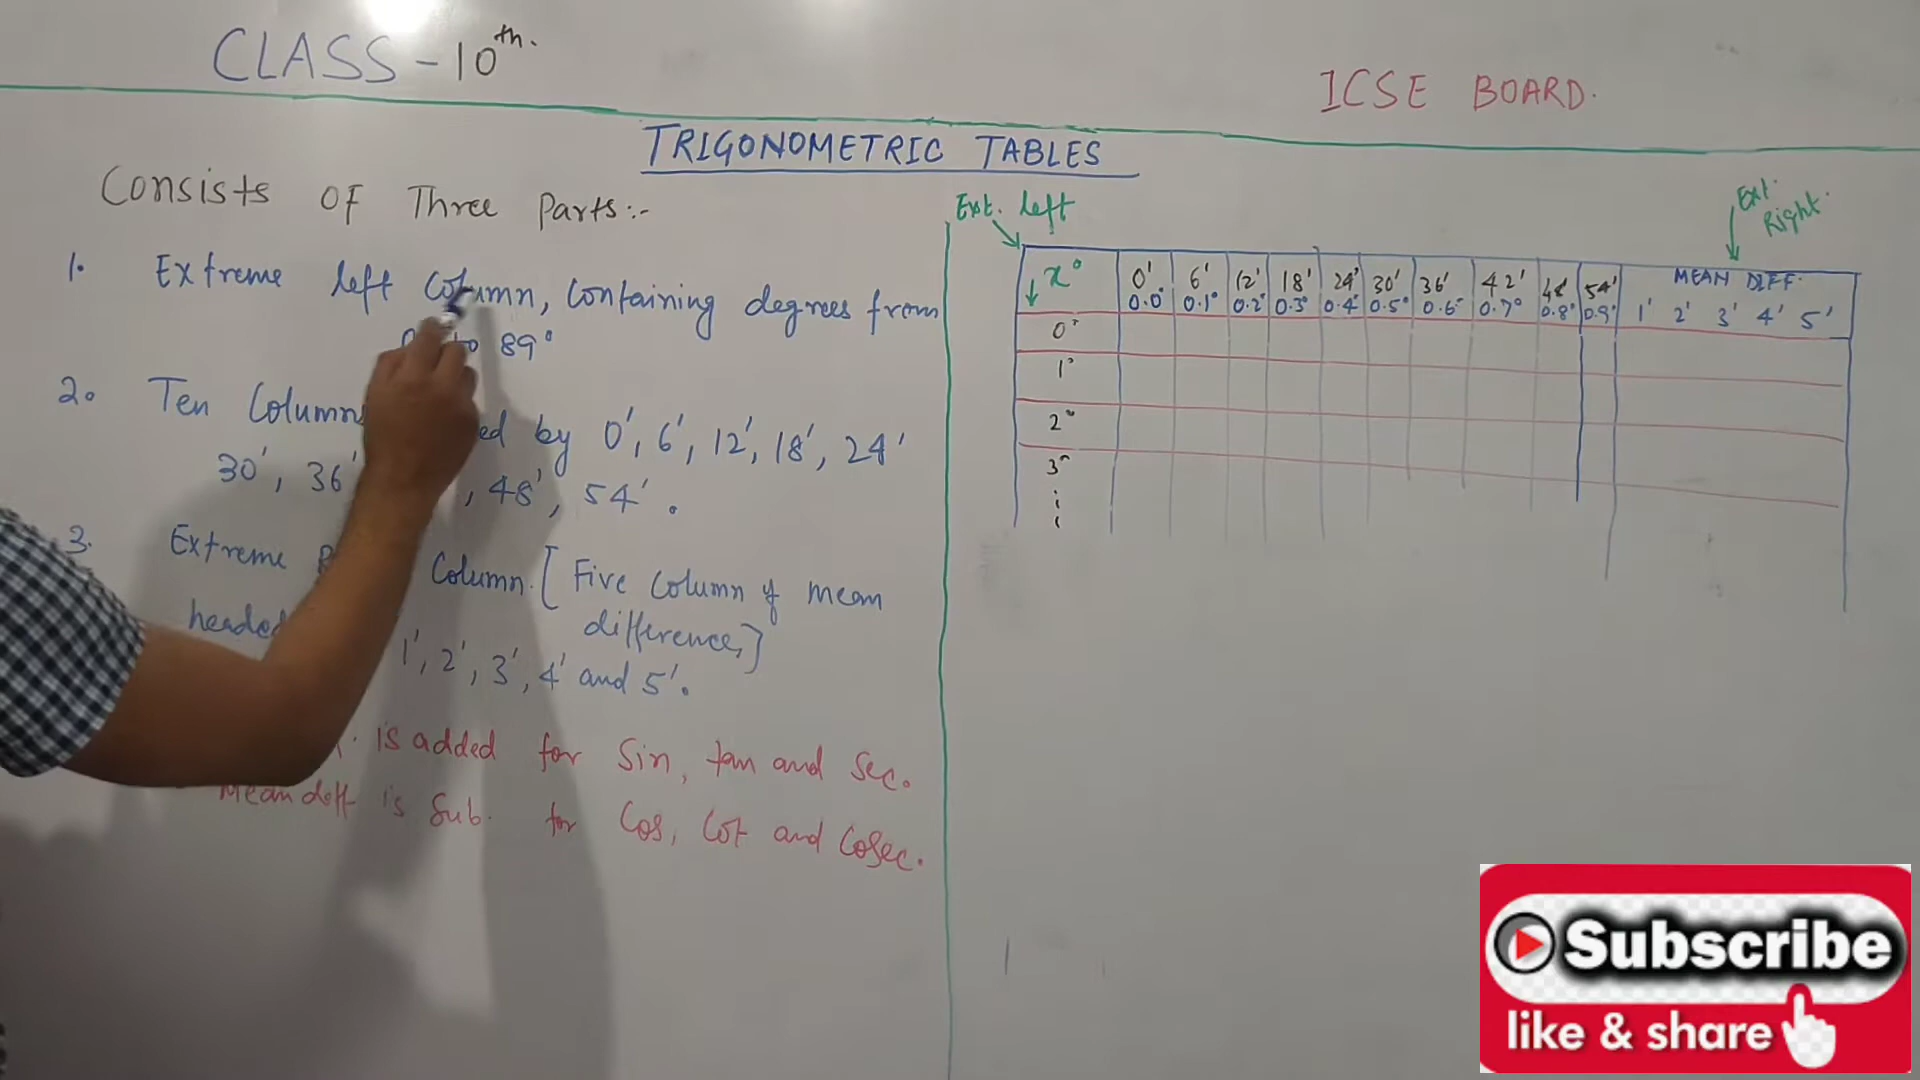 CLASS - 10th.
ICSE BOARD.
TRIGONOMETRIC TABLES
Consists OF Three Parts:-
1. Extreme left Column, Containing degrees from
to 89°
2. Ten Columns by 0', 6', 12', 18', 24'
30', 36', 48', 54'.
3. Extreme Column. [Five Column of mean
difference,]
headed 1', 2', 3', 4' and 5'.
is added for Sin, tan and Sec.
Mean diff is Sub. for Cos, Cot and Cosec.
Ext. left
Ext. Right.
x° 0' 6' 12' 18' 24' 30' 36' 42' 48' 54' MEAN DIFF.
0.0° 0.1° 0.2° 0.3° 0.4° 0.5° 0.6° 0.7° 0.8° 0.9° 1' 2' 3' 4' 5'
0°
1°
2°
3°
Subscribe
like & share